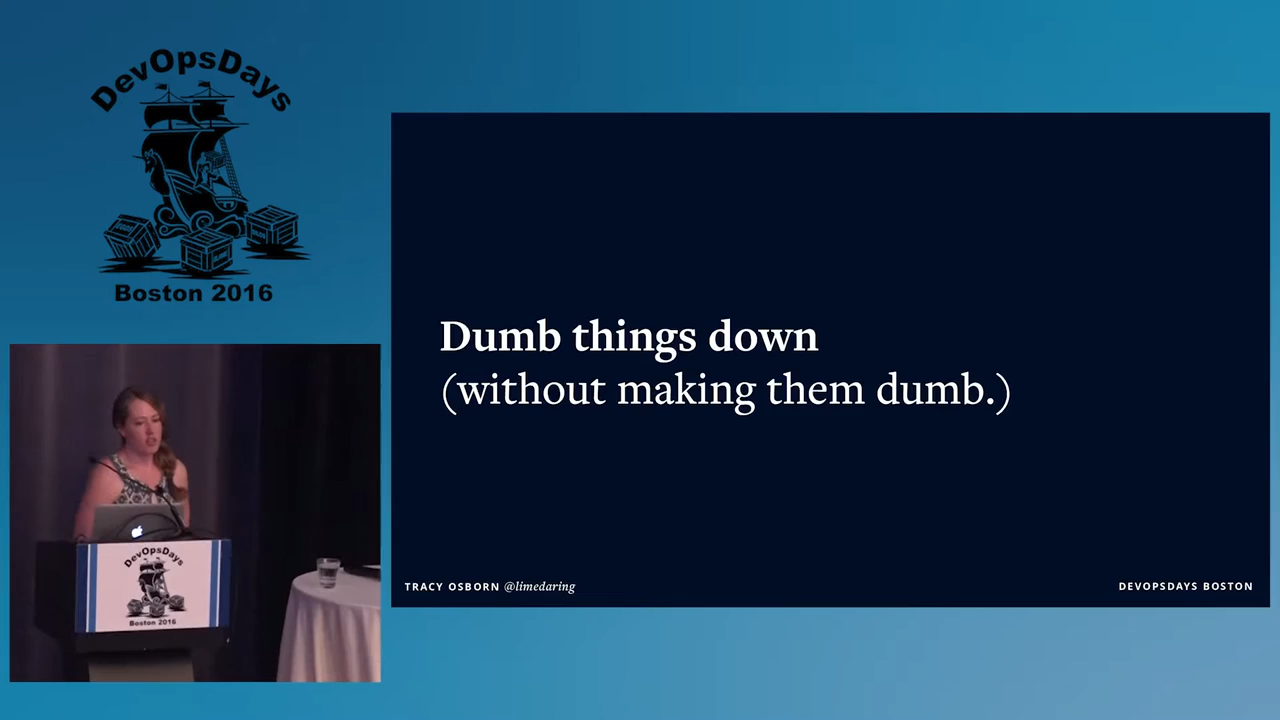 DevOpsDays
Boston 2016
Dumb things down
(without making them dumb.)
TRACY OSBORN @limedaring
DEVOPSDAYS BOSTON
DevOpsDays
Boston 2016